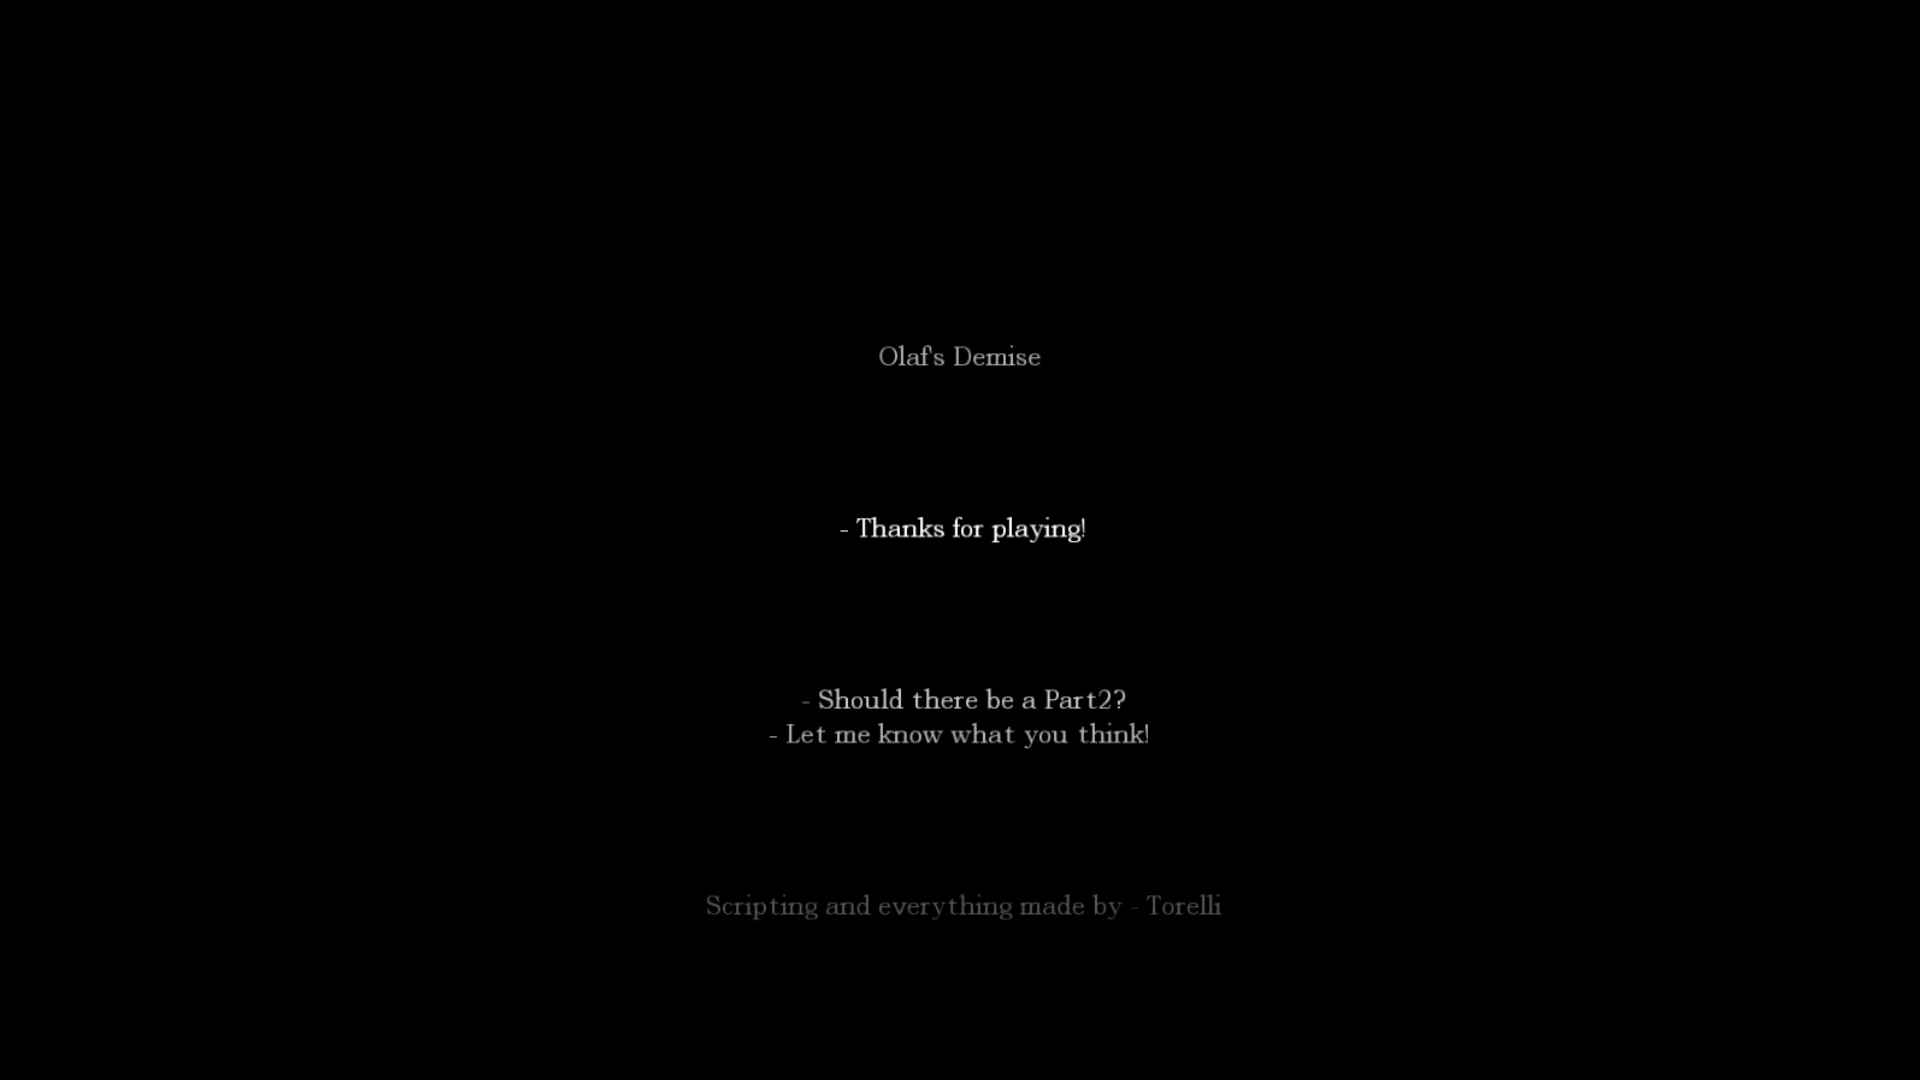 Olaf's Demise
- Thanks for playing!
- Should there be a Part2?
- Let me know what you think!
Scripting and everything made by - Torelli